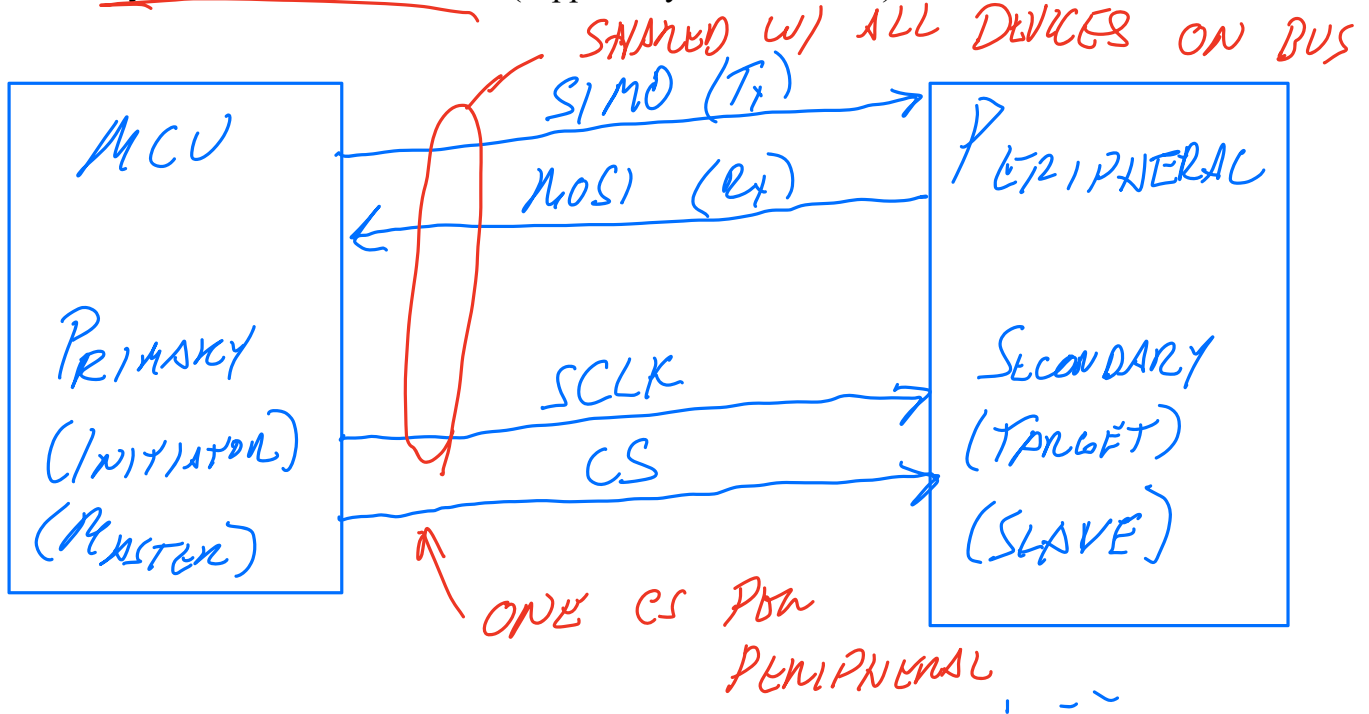 SHARED W/ ALL DEVICES ON BUS
MCU
SIMO (Tx)
MOSI (Rx)
PERIPHERAL
PRIMARY
(INITIATOR)
(MASTER)
SCLK
CS
SECONDARY
(TARGET)
(SLAVE)
ONE CS PER
PERIPHERAL